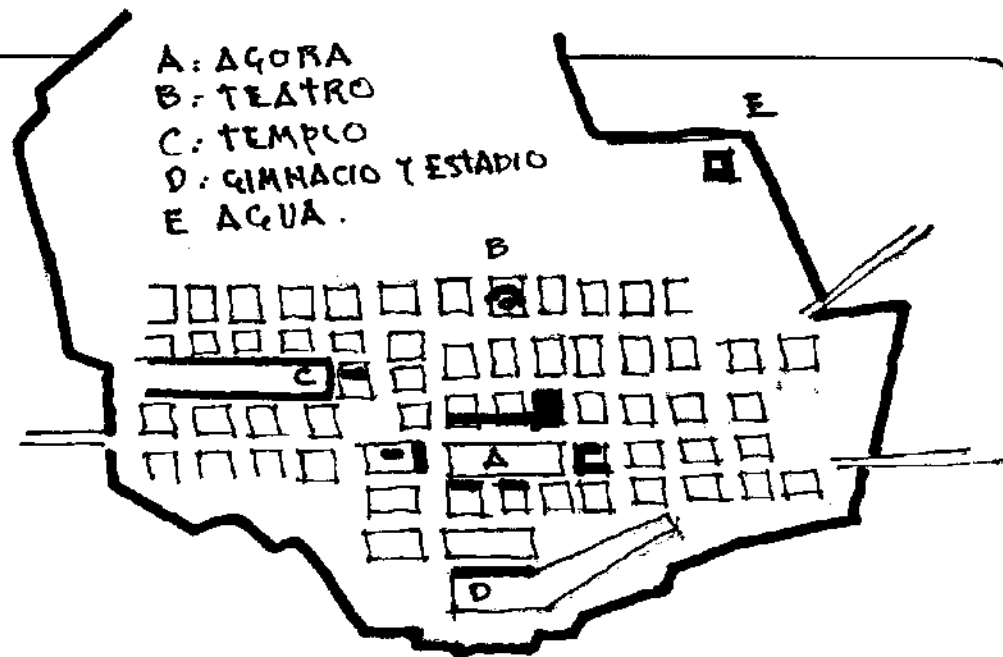 A: AGORA
B: TEATRO
C: TEMPLO
D: GIMNACIO Y ESTADIO
E AGUA.
E
B
C
A
D